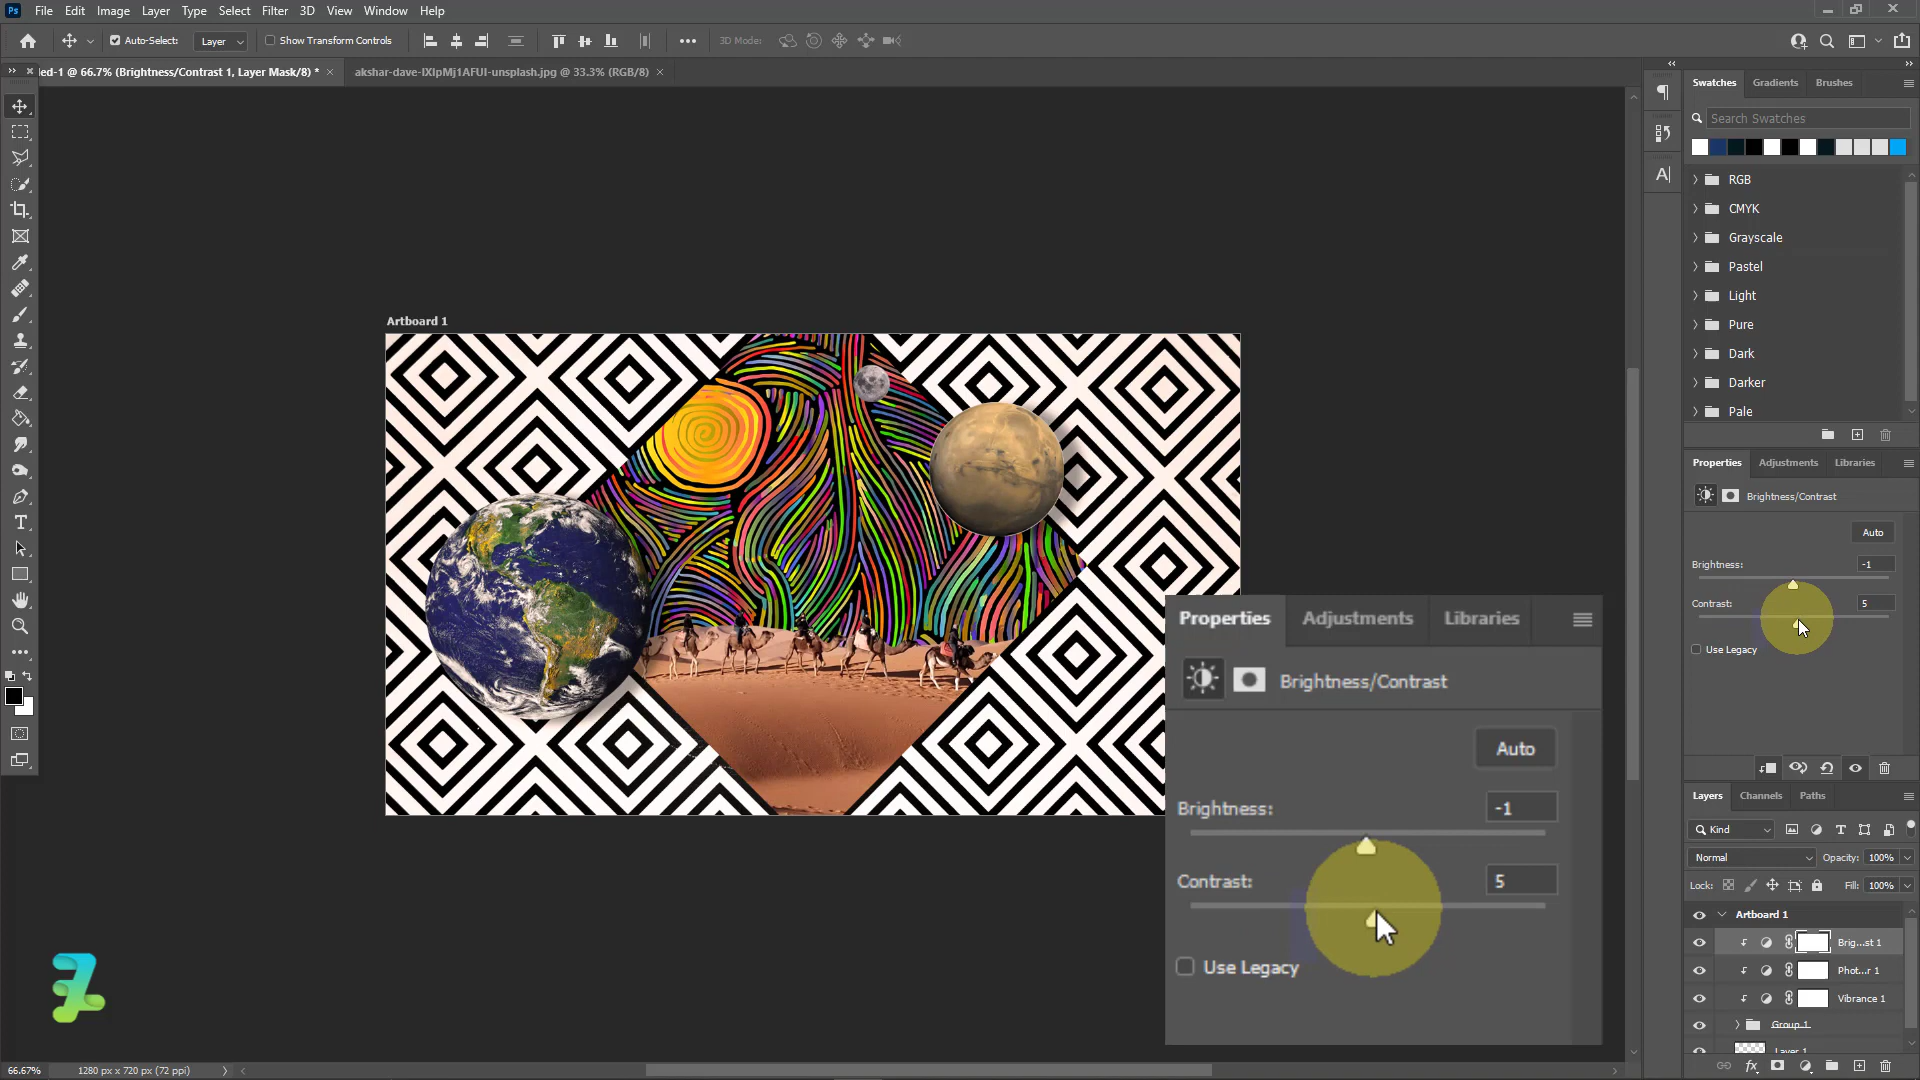 Ps File Edit Image Layer Type Select Filter 3D View Window Help
Auto-Select: Layer Show Transform Controls 3D Mode:
led-1 @ 66.7% (Brightness/Contrast 1, Layer Mask/8) * akshar-dave-IXIpMj1AFUI-unsplash.jpg @ 33.3% (RGB/8)
Swatches Gradients Brushes
Search Swatches
RGB
CMYK
Grayscale
Pastel
Light
Pure
Dark
Darker
Pale
Artboard 1
Properties Adjustments Libraries
Brightness/Contrast
Auto
Brightness: -1
Contrast: 5
Use Legacy
Properties Adjustments Libraries
Brightness/Contrast
Auto
Brightness: -1
Contrast: 5
Use Legacy
Layers Channels Paths
Kind
Normal Opacity: 100%
Lock: Fill: 100%
Artboard 1
Brig...st 1
Phot...r 1
Vibrance 1
Group 1
Layer 1
66.67% 1280 px x 720 px (72 ppi)